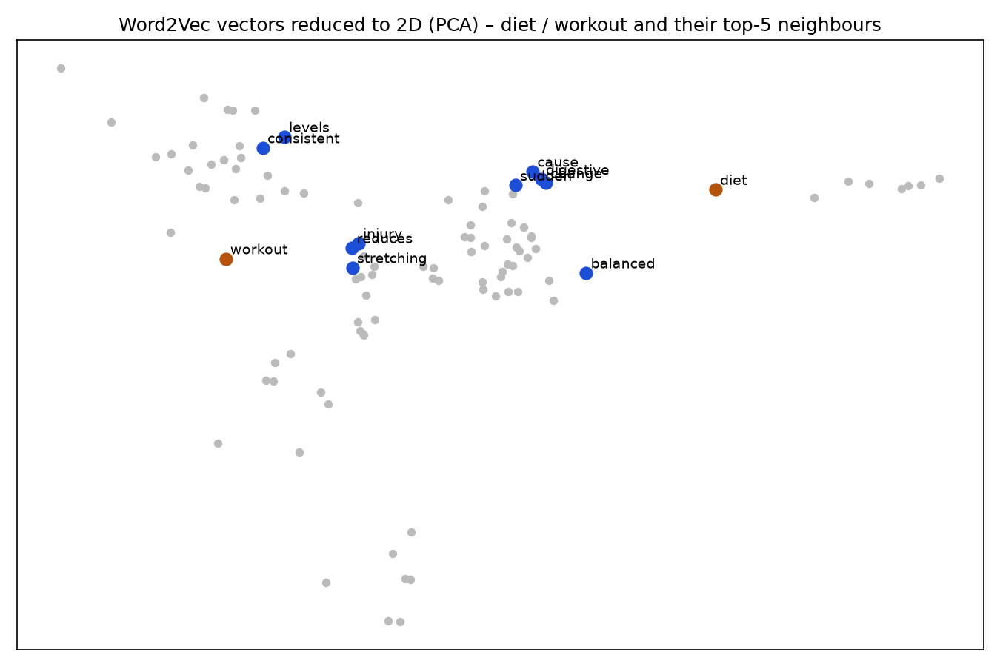 Word2Vec vectors reduced to 2D (PCA) – diet / workout and their top-5 neighbours
levels
consistent
cause
digestive
change
sudden
diet
injury
reduces
workout
stretching
balanced